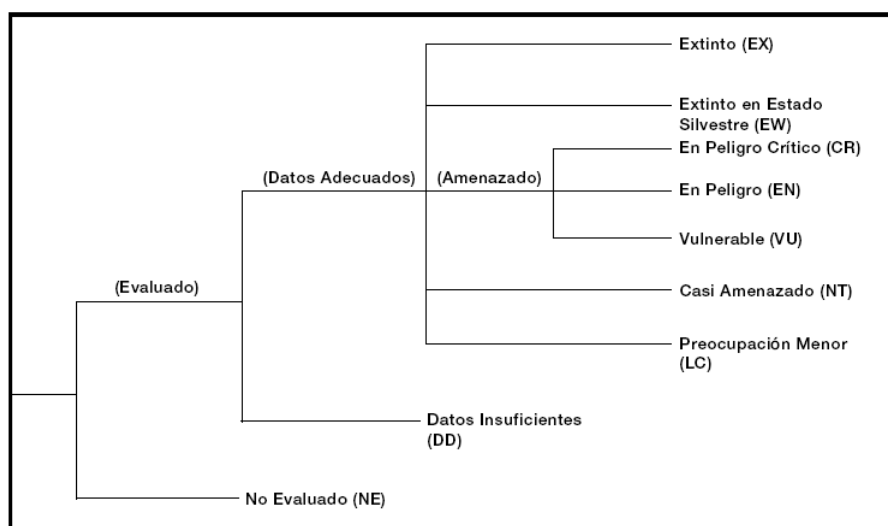 Extinto (EX)
Extinto en Estado
Silvestre (EW)
En Peligro Crítico (CR)
(Datos Adecuados)
(Amenazado)
En Peligro (EN)
Vulnerable (VU)
(Evaluado)
Casi Amenazado (NT)
Preocupación Menor
(LC)
Datos Insuficientes
(DD)
No Evaluado (NE)